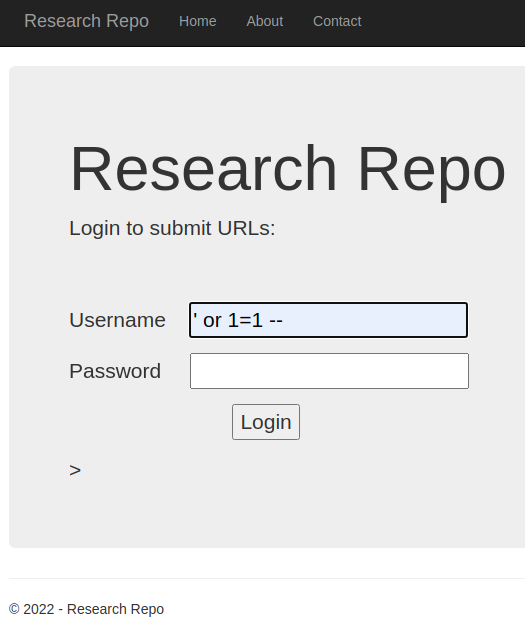 Research Repo Home About Contact
Research Repo
Login to submit URLs:
Username ' or 1=1 --
Password
Login
>
© 2022 - Research Repo